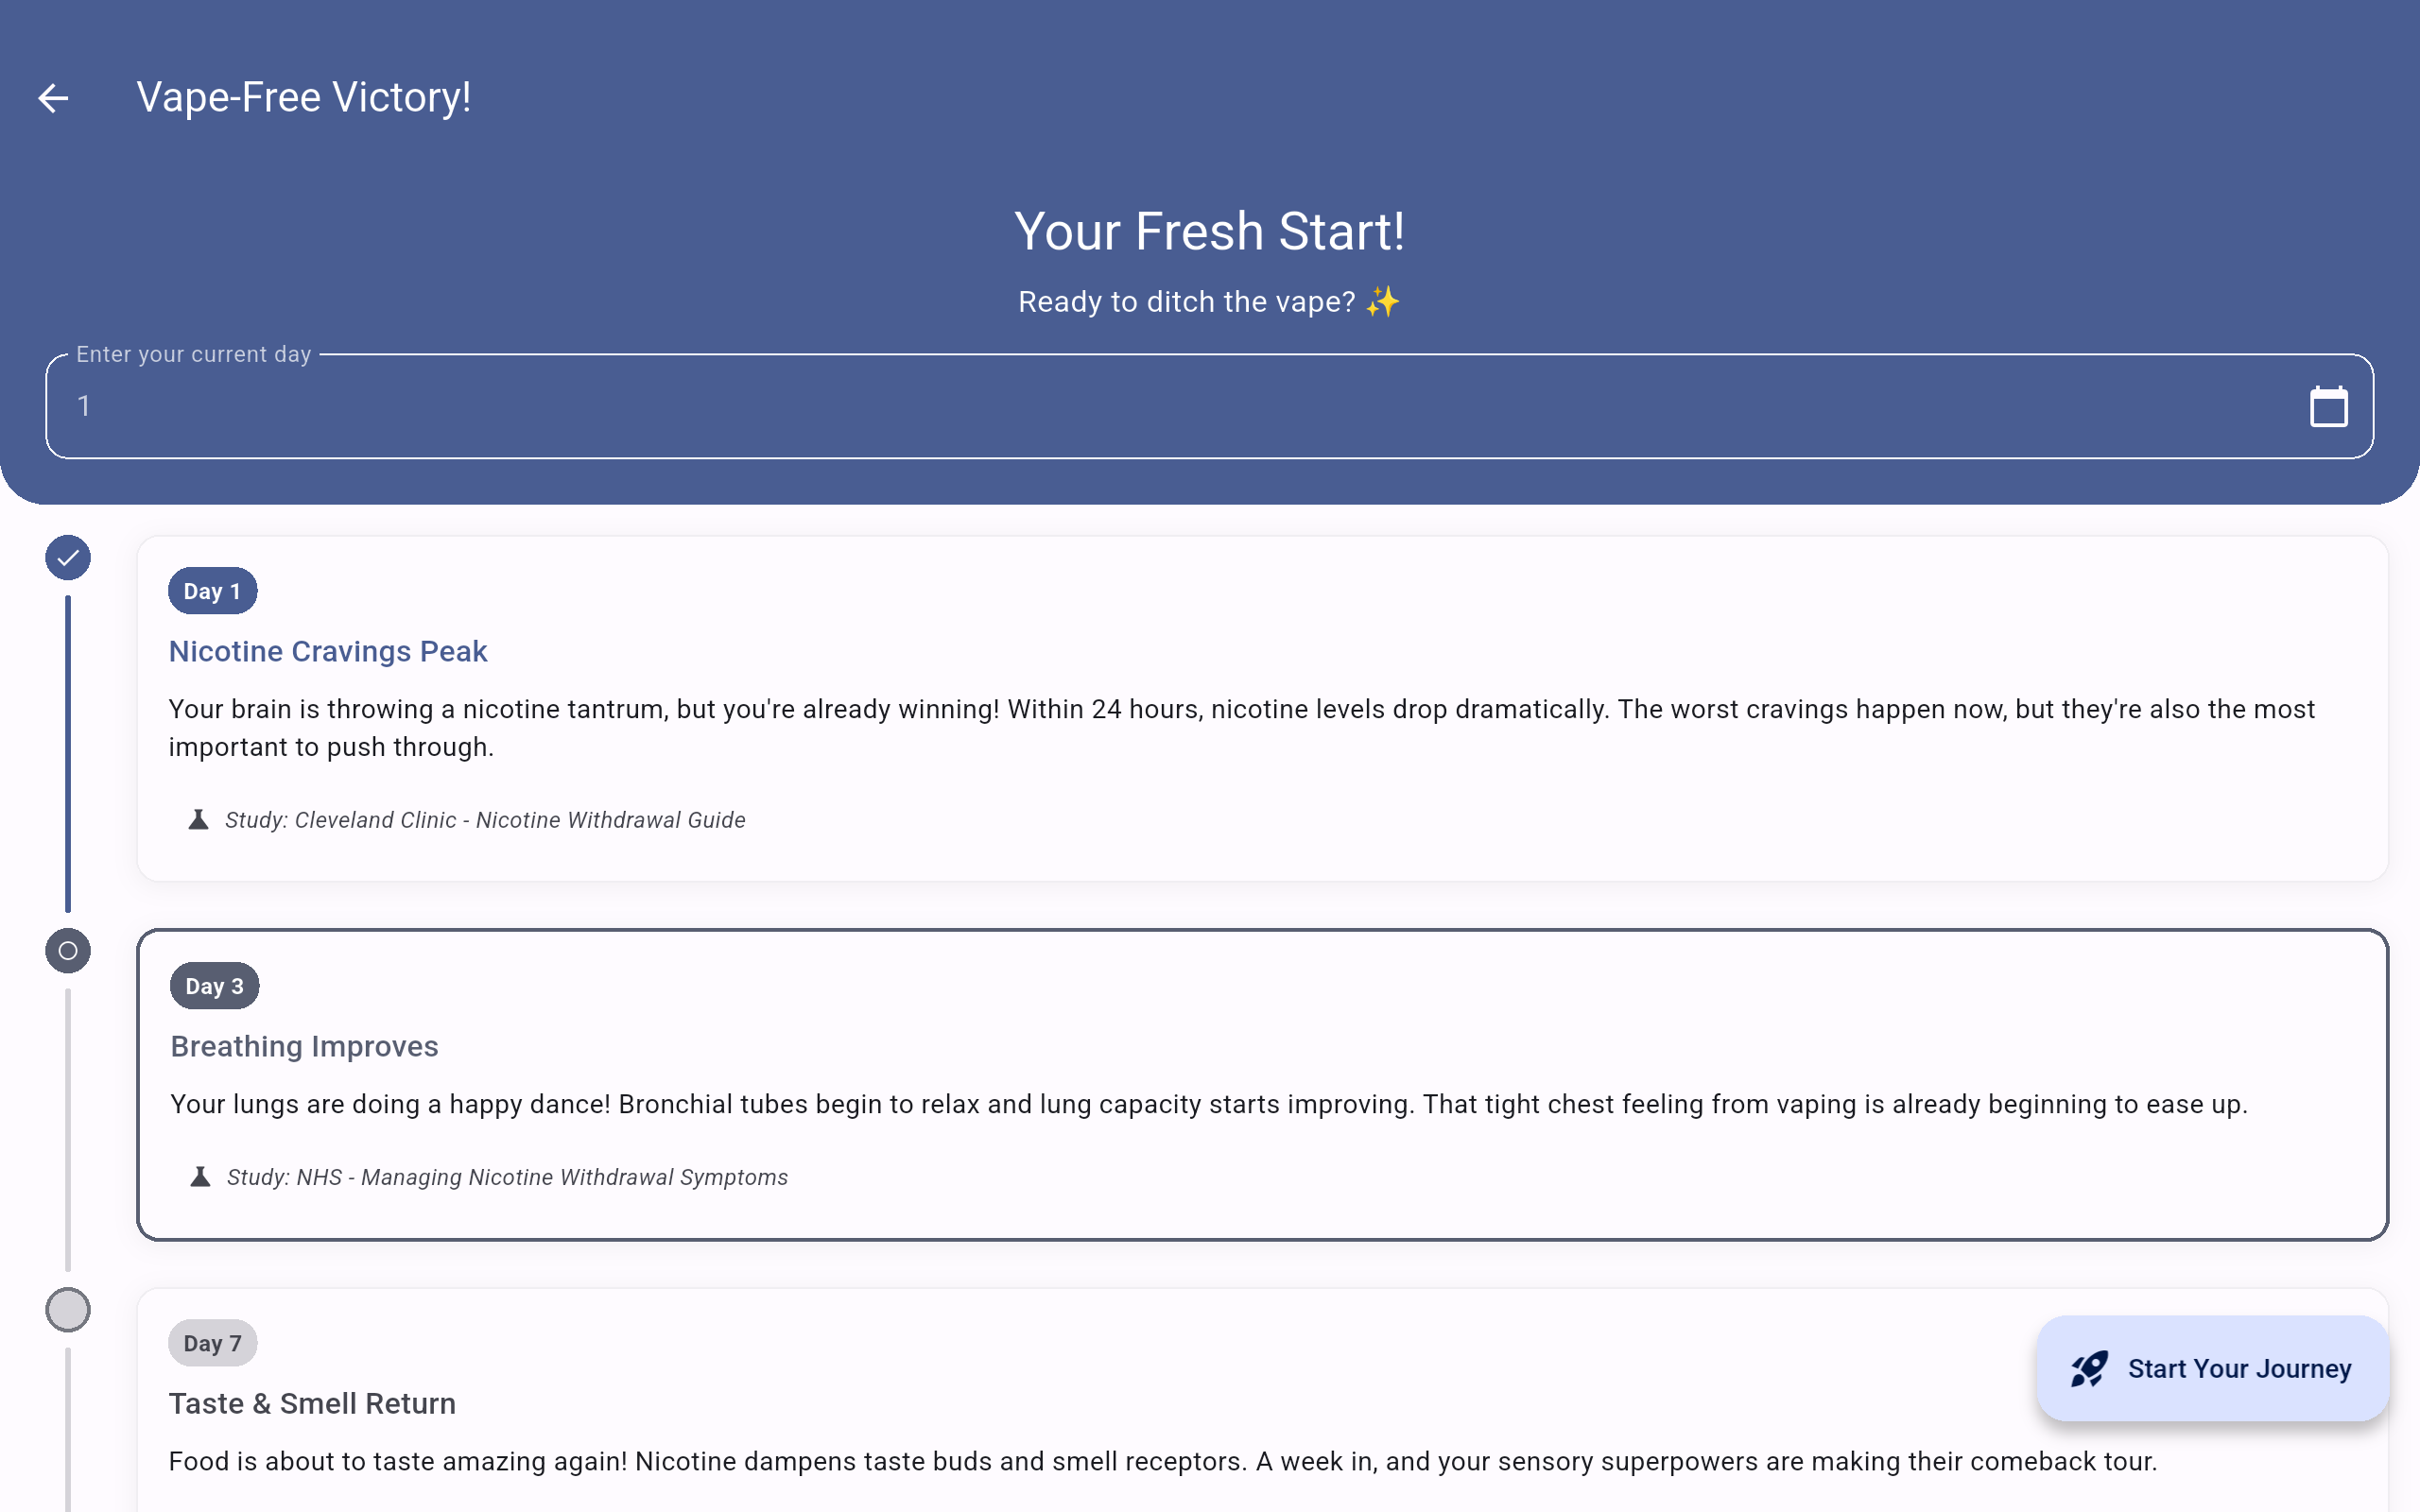 Vape-Free Victory!
Your Fresh Start!
Ready to ditch the vape? ✨
Enter your current day
1
Day 1
Nicotine Cravings Peak
Your brain is throwing a nicotine tantrum, but you're already winning! Within 24 hours, nicotine levels drop dramatically. The worst cravings happen now, but they're also the most
important to push through.
Study: Cleveland Clinic - Nicotine Withdrawal Guide
Day 3
Breathing Improves
Your lungs are doing a happy dance! Bronchial tubes begin to relax and lung capacity starts improving. That tight chest feeling from vaping is already beginning to ease up.
Study: NHS - Managing Nicotine Withdrawal Symptoms
Day 7
Start Your Journey
Taste & Smell Return
Food is about to taste amazing again! Nicotine dampens taste buds and smell receptors. A week in, and your sensory superpowers are making their comeback tour.